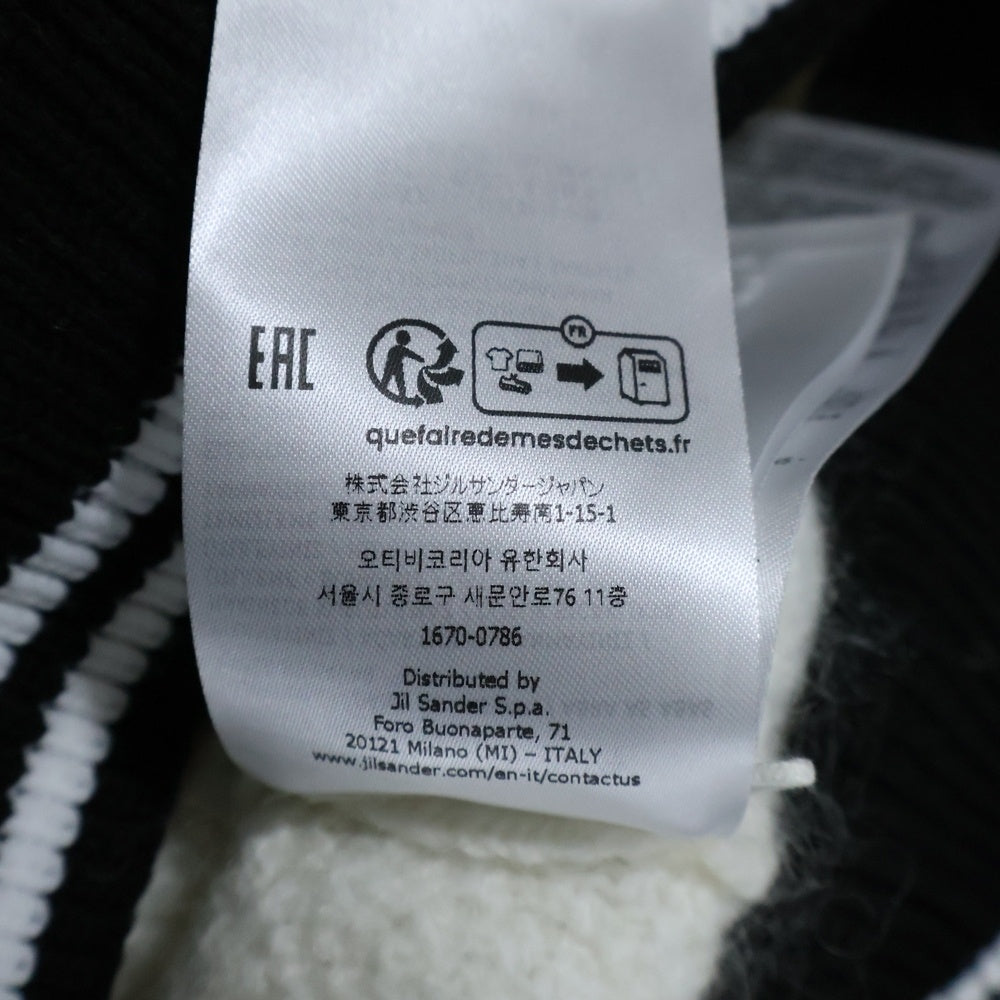 EAC
FR
quefairedemesdechets.fr
株式会社ジルサンダージャパン
東京都渋谷区恵比寿南1-15-1
오티비코리아 유한회사
서울시 종로구 새문안로76 11층
1670-0786
Distributed by
Jil Sander S.p.a.
Foro Buonaparte, 71
20121 Milano (MI) – ITALY
www.jilsander.com/en-it/contactus